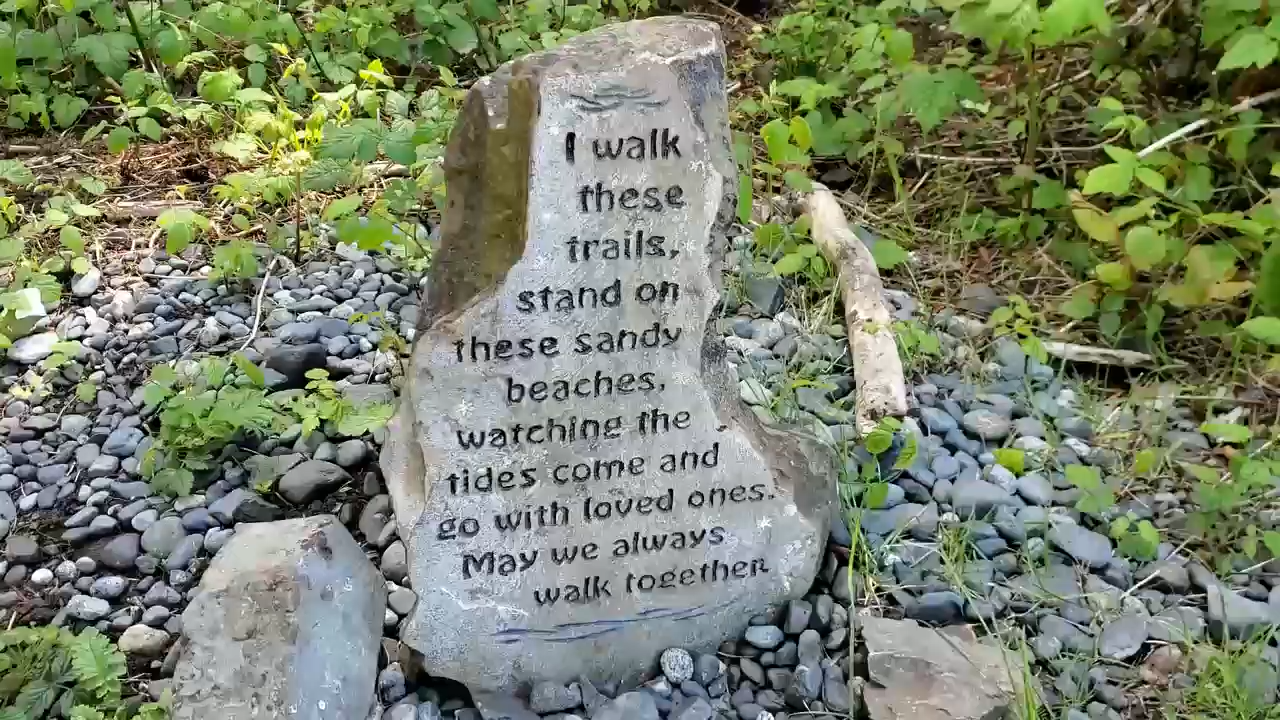 I walk
these
trails,
stand on
these sandy
beaches,
watching the
tides come and
go with loved ones.
May we always
walk together